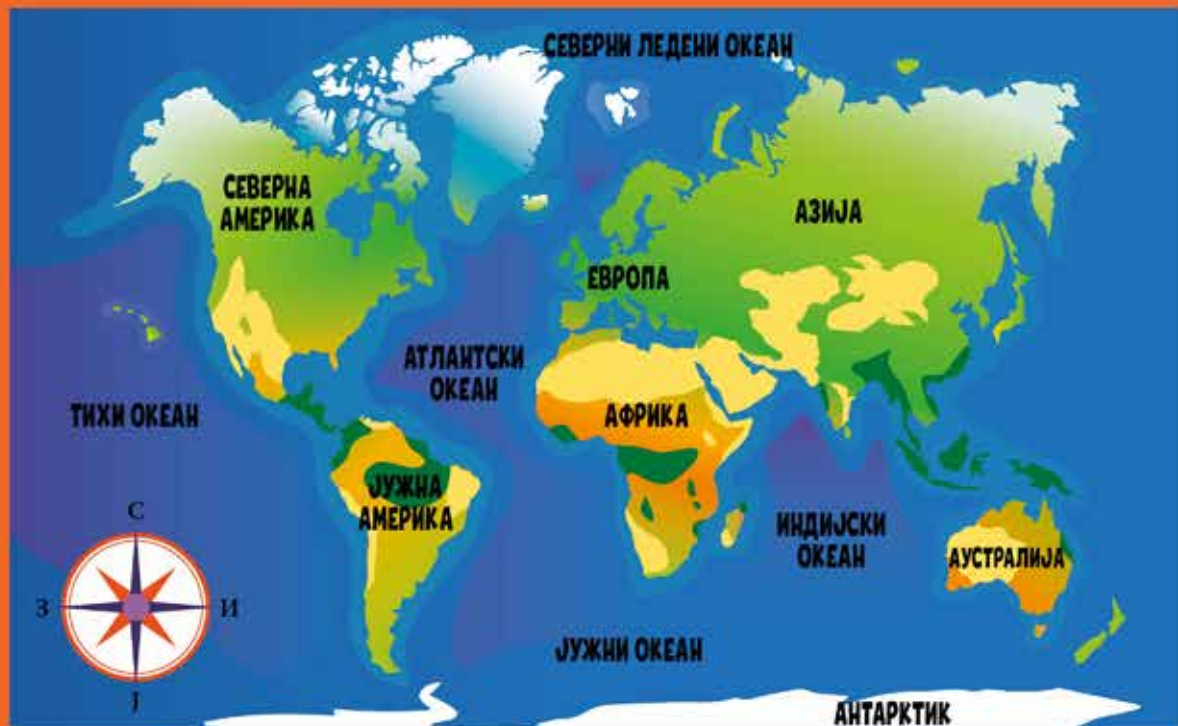 СЕВЕРНИ ЛЕДЕНИ ОКЕАН
СЕВЕРНА
АМЕРИКА
АЗИЈА
ЕВРОПА
АТЛАНТСКИ
ОКЕАН
ТИХИ ОКЕАН
АФРИКА
ЈУЖНА
АМЕРИКА
ИНДИЈСКИ
ОКЕАН
АУСТРАЛИЈА
С
З
И
Ј
ЈУЖНИ ОКЕАН
АНТАРКТИК